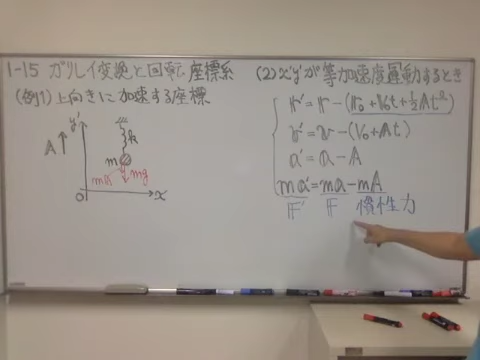 1-15 ガリレイ変換と回転座標系
(例1)上向きに加速する座標
A
y'
k
m
mA
mg
O
x
(2)x'y'が等加速度運動するとき
r' = r - (r₀ + V₀t + ½At²)
v' = v - (V₀ + At)
a' = a - A
ma' = ma - mA
F' F 慣性力